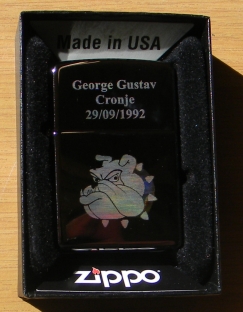 Made in USA
George Gustav
Cronje
29/09/1992
zippo